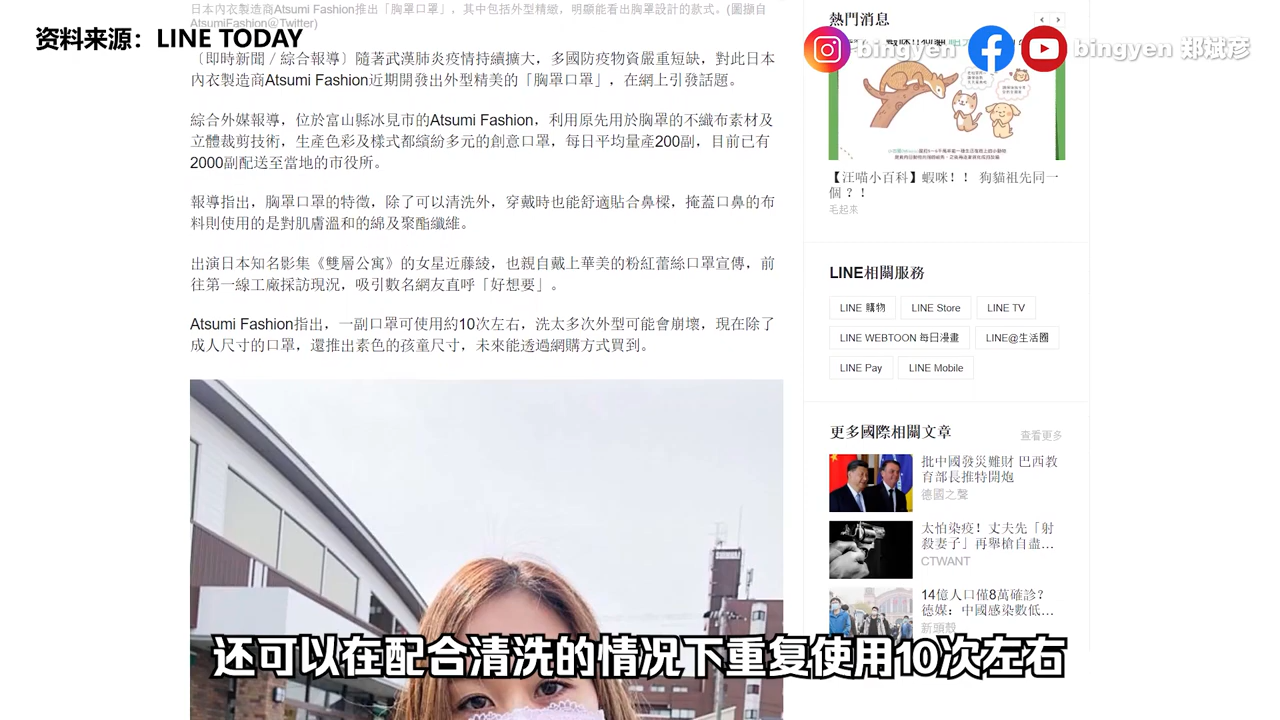 日本內衣製造商Atsumi Fashion推出「胸罩口罩」，其中包括外型精緻，明顯能看出胸罩設計的款式。(圖擷自
AtsumiFashion@Twitter)
资料来源：LINE TODAY
〔即時新聞／綜合報導〕隨著武漢肺炎疫情持續擴大，多國防疫物資嚴重短缺，對此日本
內衣製造商Atsumi Fashion近期開發出外型精美的「胸罩口罩」，在網上引發話題。
綜合外媒報導，位於富山縣冰見市的Atsumi Fashion，利用原先用於胸罩的不織布素材及
立體裁剪技術，生產色彩及樣式都繽紛多元的創意口罩，每日平均量產200副，目前已有
2000副配送至當地的市役所。
報導指出，胸罩口罩的特徵，除了可以清洗外，穿戴時也能舒適貼合鼻樑，掩蓋口鼻的布
料則使用的是對肌膚溫和的綿及聚酯纖維。
出演日本知名影集《雙層公寓》的女星近藤綾，也親自戴上華美的粉紅蕾絲口罩宣傳，前
往第一線工廠採訪現況，吸引數名網友直呼「好想要」。
Atsumi Fashion指出，一副口罩可使用約10次左右，洗太多次外型可能會崩壞，現在除了
成人尺寸的口罩，還推出素色的孩童尺寸，未來能透過網購方式買到。
熱門消息
bingyen
bingyen 郑斌彦
【汪喵小百科】蝦咪！！ 狗貓祖先同一
個？！
毛起來
LINE相關服務
LINE 購物
LINE Store
LINE TV
LINE WEBTOON 每日漫畫
LINE@生活圈
LINE Pay
LINE Mobile
更多國際相關文章
查看更多
批中國發災難財 巴西教
育部長推特開炮
德國之聲
太怕染疫！丈夫先「射
殺妻子」再舉槍自盡…
CTWANT
14億人口僅8萬確診？
德媒：中國感染數低…
新頭殼
还可以在配合清洗的情况下重复使用10次左右